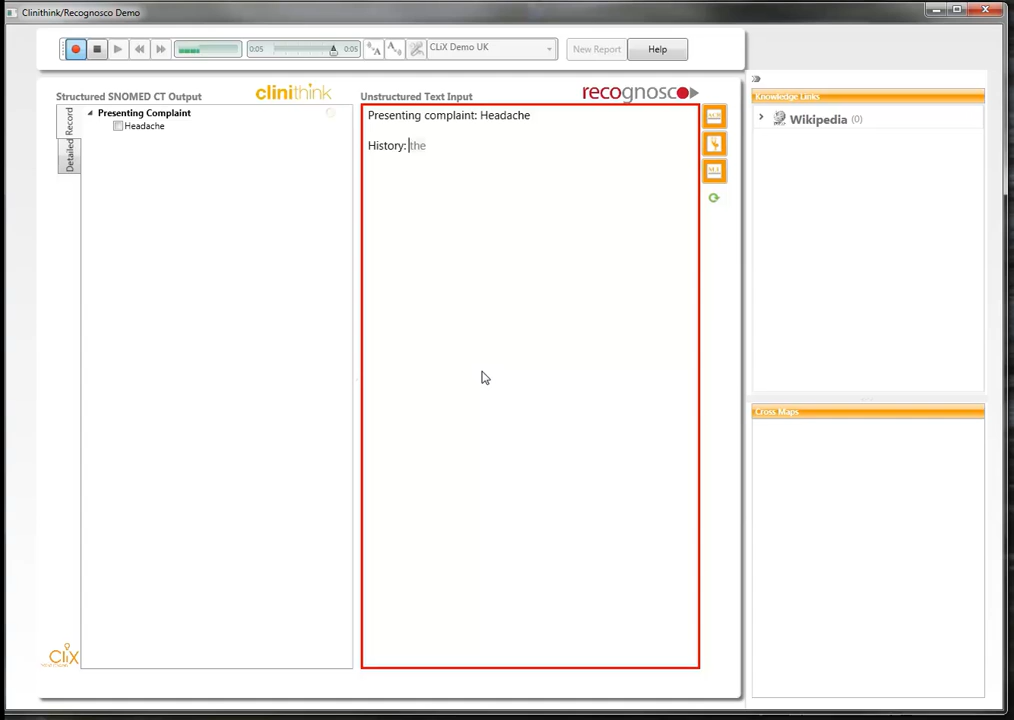 Clinithink/Recognosco Demo
0:05
0:05
CLiX Demo UK
New Report
Help
Structured SNOMED CT Output
clinithink
Unstructured Text Input
recognosco
Record
Detailed
Presenting Complaint
Headache
Presenting complaint: Headache
History: the
Knowledge Links
Wikipedia (0)
Cross Maps
CliX